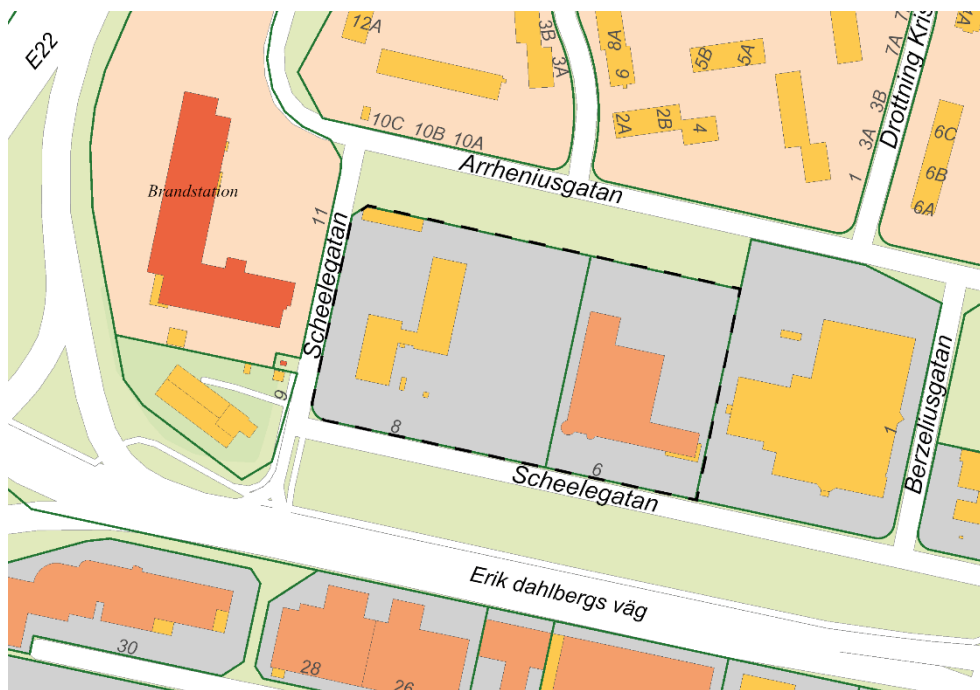 12A
3B
3A
8A
6
5B
5A
7A
Drottning Kris
E22
10C
10B
10A
2A
2B
4
3B
3A
1
6C
6B
6A
Arrheniusgatan
Brandstation
11
Scheelegatan
9
8
6
Scheelegatan
1
Berzeliusgatan
Erik dahlbergs väg
30
28
26